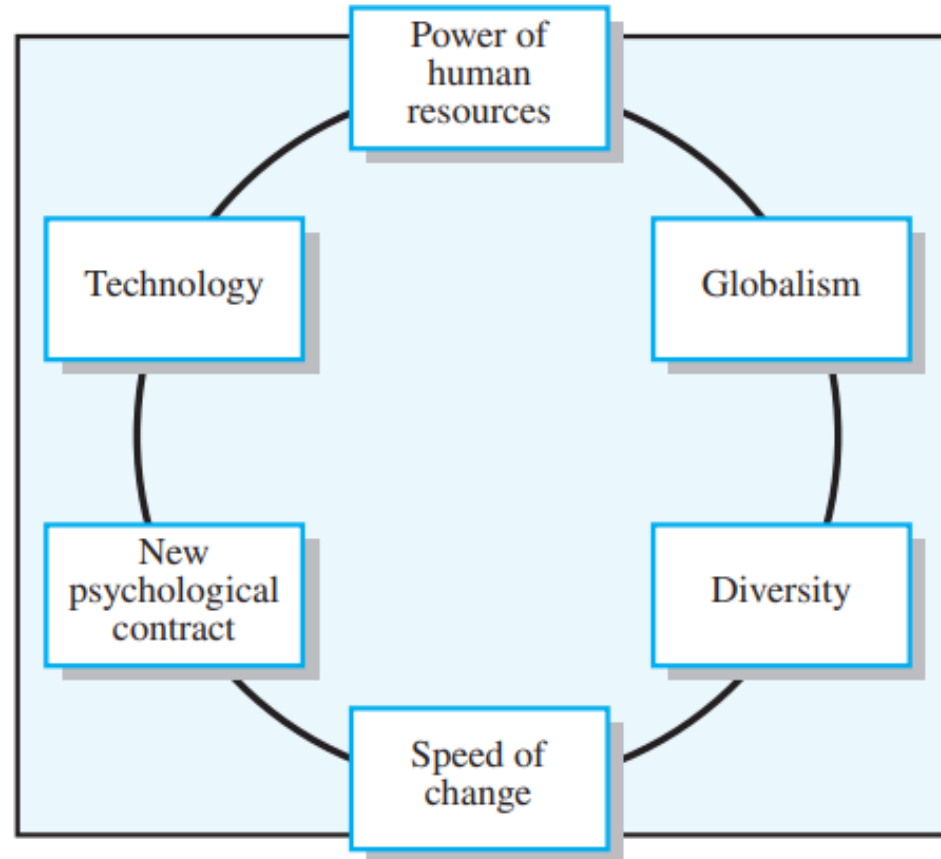 Power of
human
resources
Technology
Globalism
New
psychological
contract
Diversity
Speed of
change